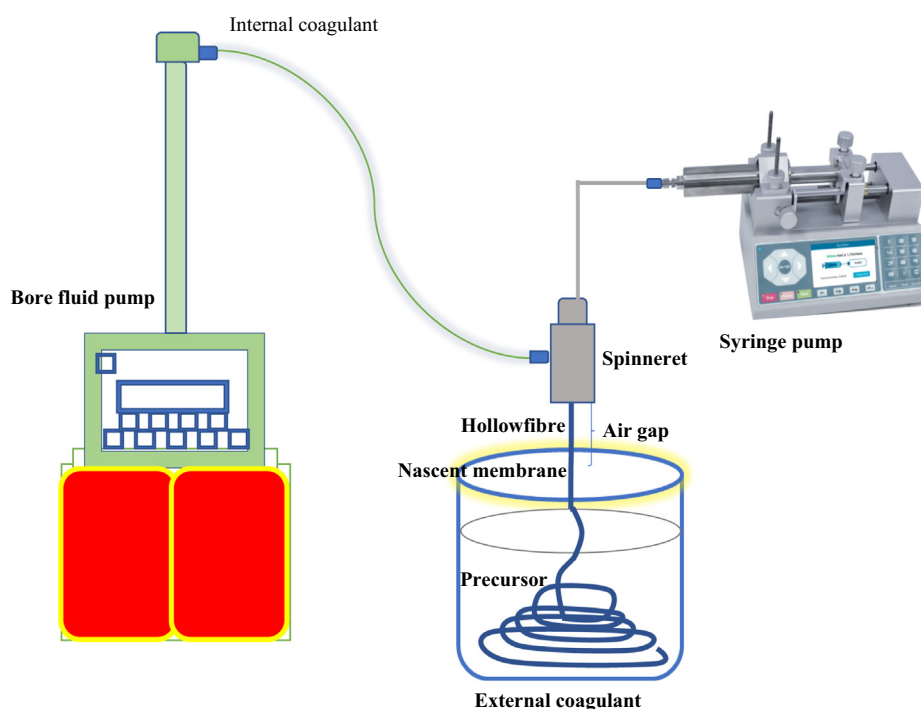 Internal coagulant
Bore fluid pump
Syringe pump
Spinneret
Hollowfibre
Air gap
Nascent membrane
Precursor
External coagulant